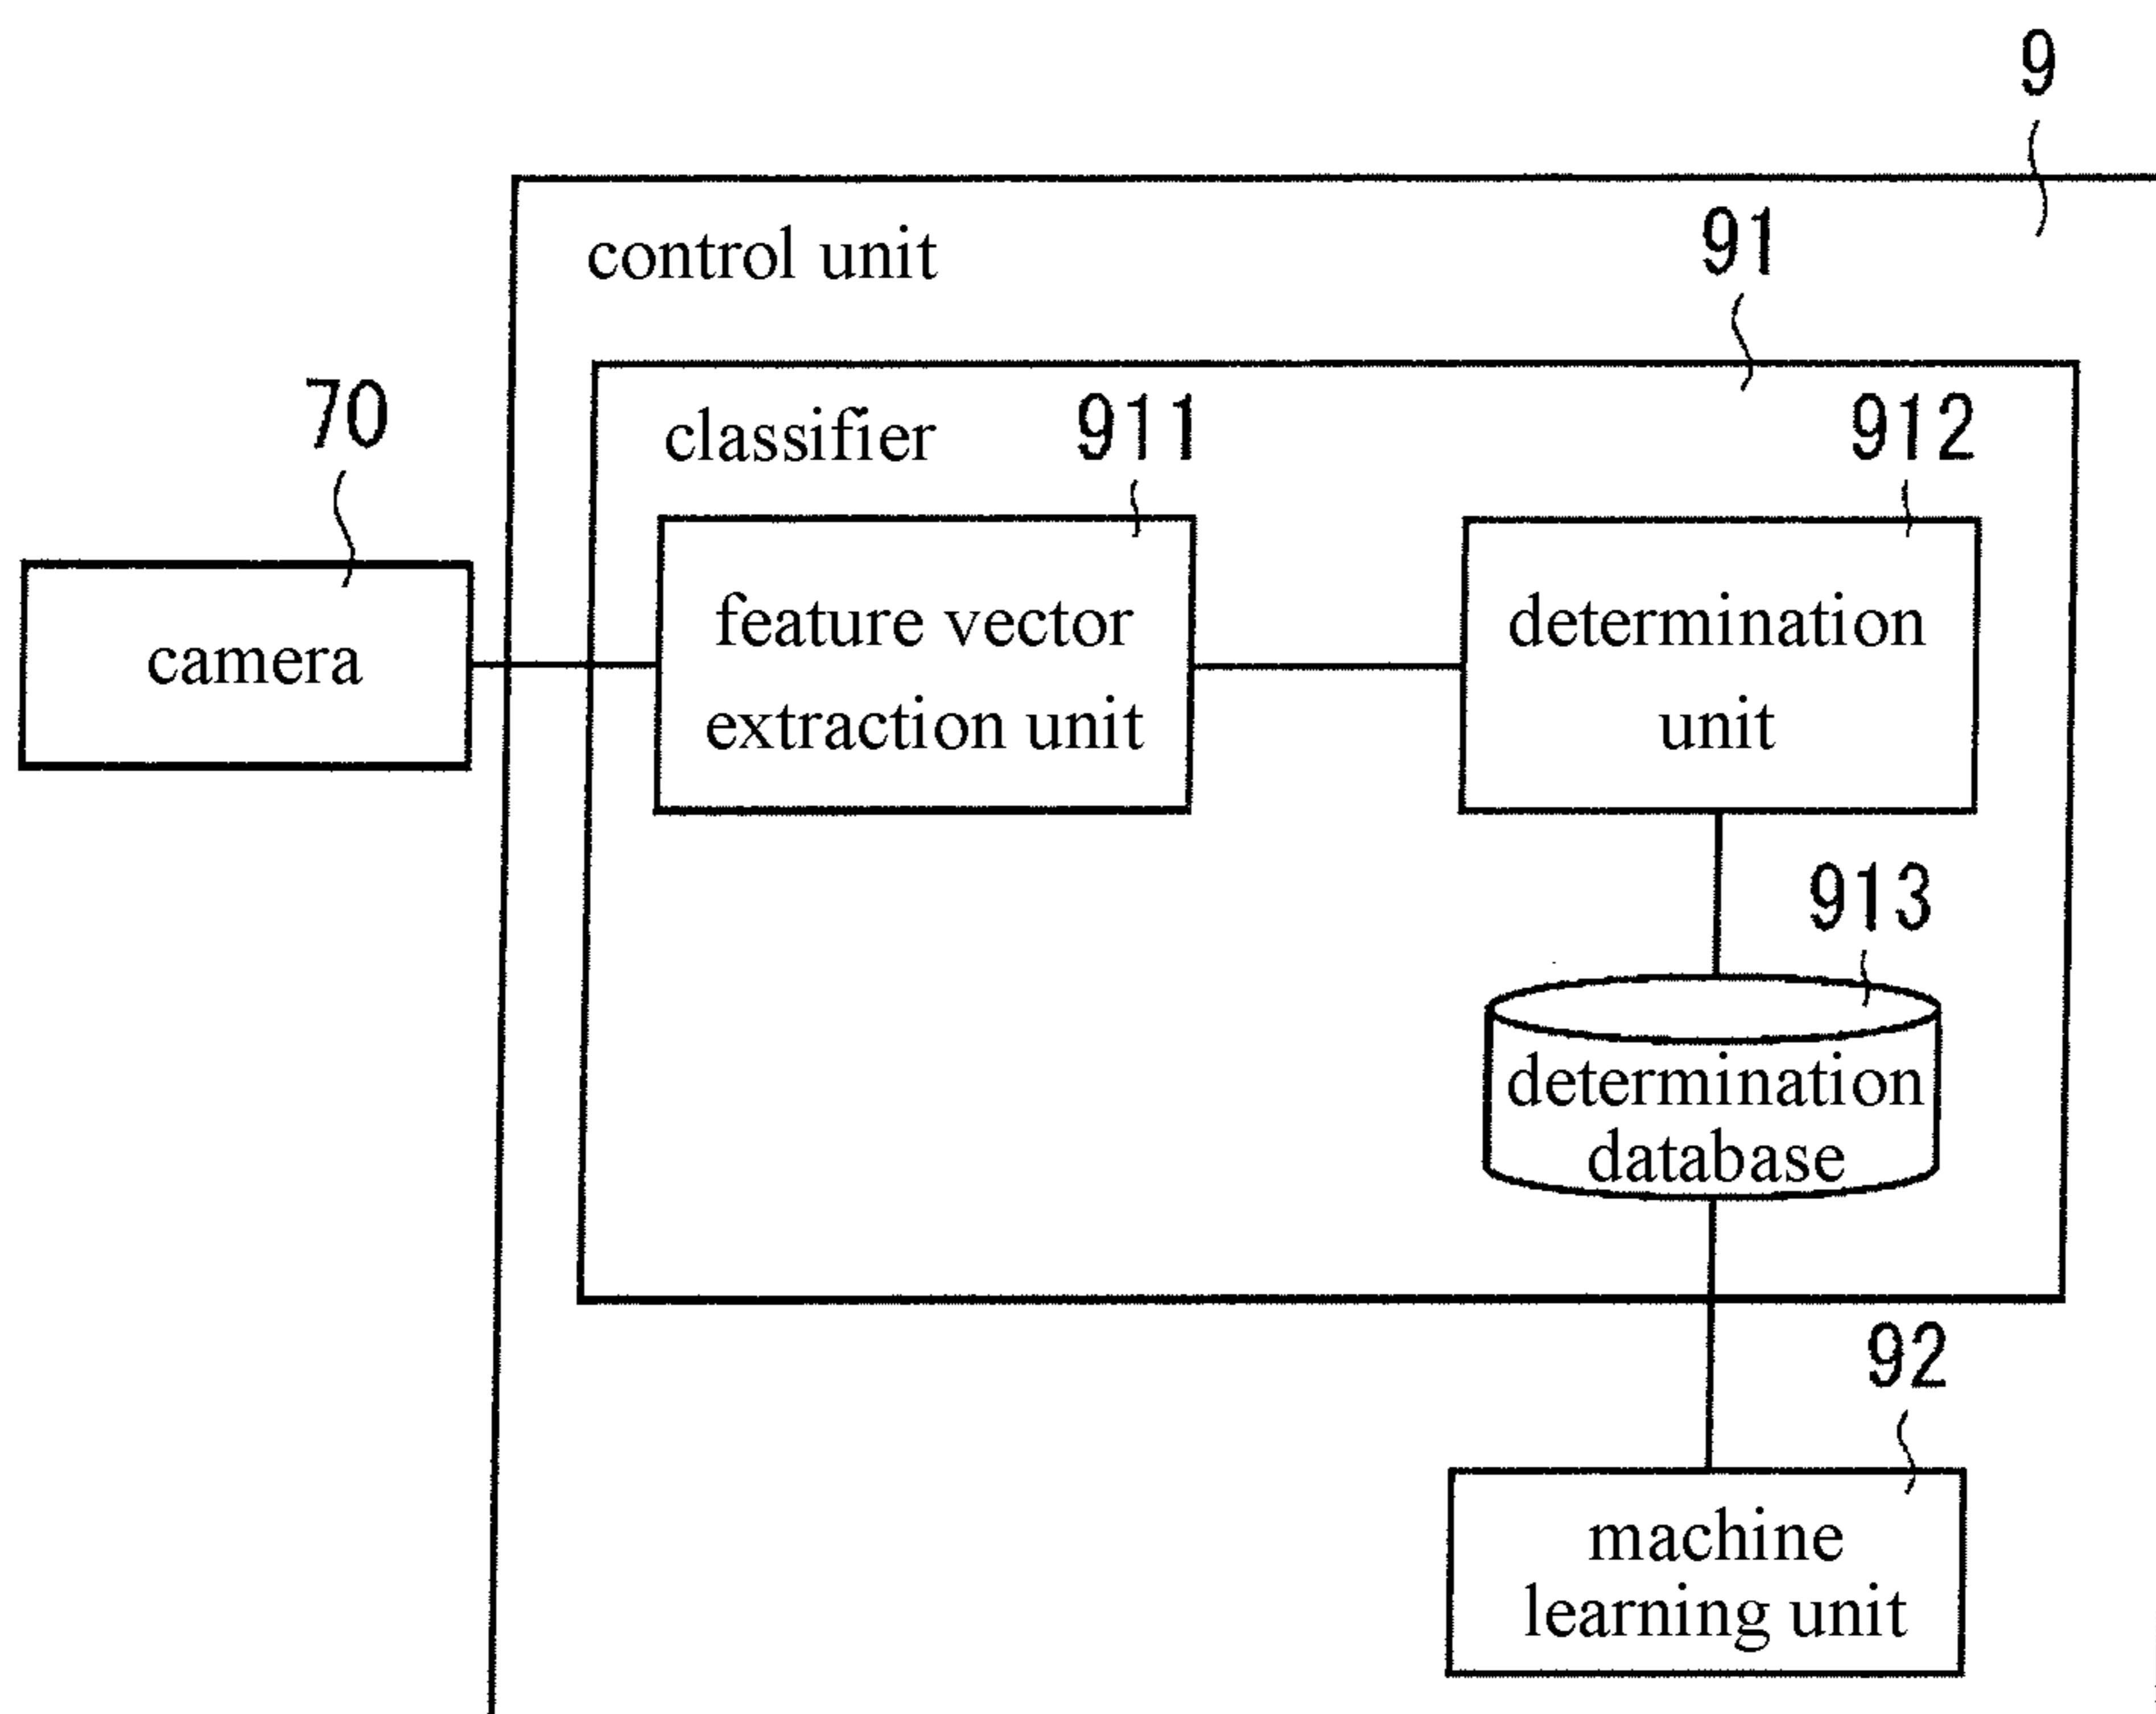 9
control unit
91
70
classifier
911
912
camera
feature vector
extraction unit
determination
unit
913
determination
database
92
machine
learning unit